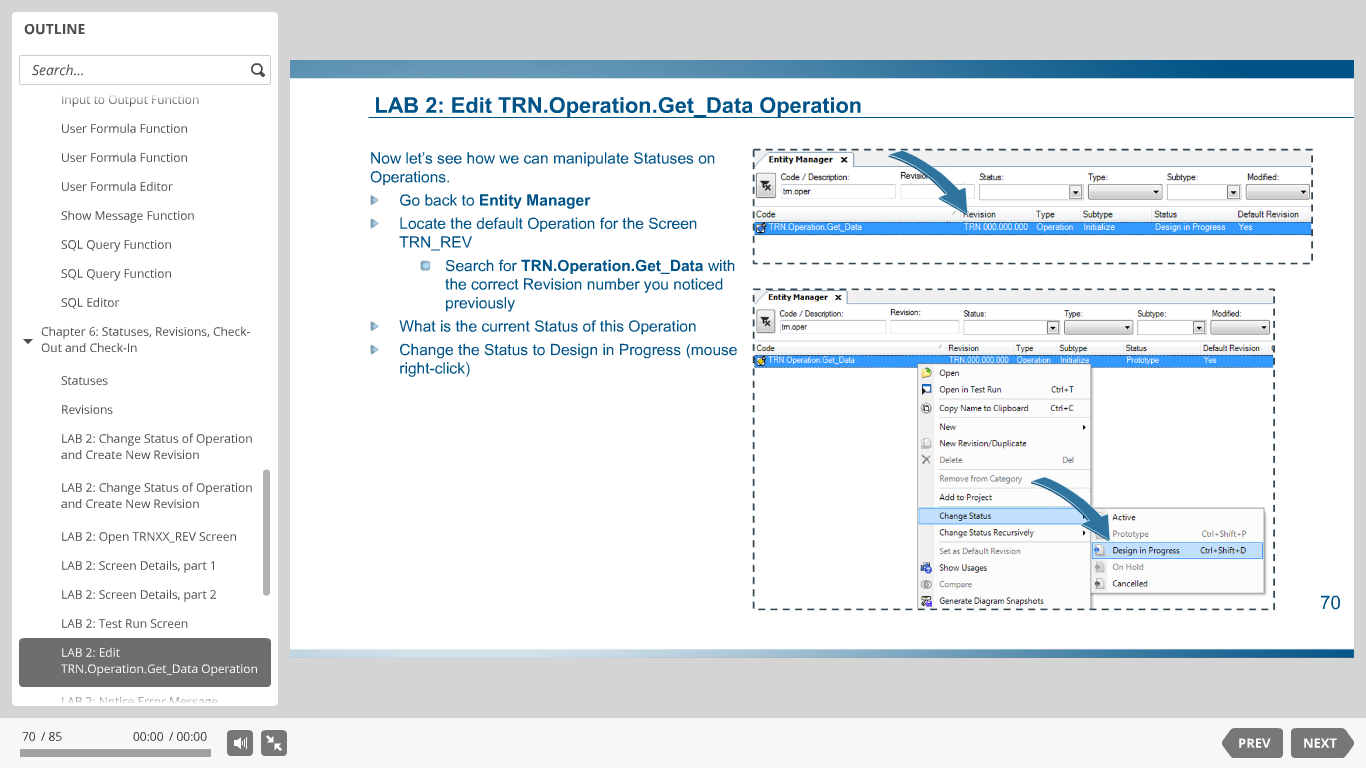 OUTLINE
Search...
Input to Output Function
User Formula Function
User Formula Function
User Formula Editor
Show Message Function
SQL Query Function
SQL Query Function
SQL Editor
Chapter 6: Statuses, Revisions, Check-
Out and Check-In
Statuses
Revisions
LAB 2: Change Status of Operation
and Create New Revision
LAB 2: Change Status of Operation
and Create New Revision
LAB 2: Open TRNXX_REV Screen
LAB 2: Screen Details, part 1
LAB 2: Screen Details, part 2
LAB 2: Test Run Screen
LAB 2: Edit
TRN.Operation.Get_Data Operation
LAB 2: Notice Error Message
LAB 2: Edit TRN.Operation.Get_Data Operation
Now let's see how we can manipulate Statuses on
Operations.
Go back to Entity Manager
Locate the default Operation for the Screen
TRN_REV
Search for TRN.Operation.Get_Data with
the correct Revision number you noticed
previously
What is the current Status of this Operation
Change the Status to Design in Progress (mouse
right-click)
Entity Manager x
Code / Description: Revision Status: Type: Subtype: Modified:
trn.oper
Code Revision Type Subtype Status Default Revision
TRN.Operation.Get_Data TRN.000.000.000 Operation Initialize Design in Progress Yes
Entity Manager x
Code / Description: Revision: Status: Type: Subtype: Modified:
trn.oper
Code Revision Type Subtype Status Default Revision
TRN.Operation.Get_Data TRN.000.000.000 Operation Initialize Prototype Yes
Open
Open in Test Run Ctrl+T
Copy Name to Clipboard Ctrl+C
New
New Revision/Duplicate
Delete Del
Remove from Category
Add to Project
Change Status
Change Status Recursively
Set as Default Revision
Show Usages
Compare
Generate Diagram Snapshots
Active
Prototype Ctrl+Shift+P
Design in Progress Ctrl+Shift+D
On Hold
Cancelled
70
70 / 85 00:00 / 00:00
PREV NEXT